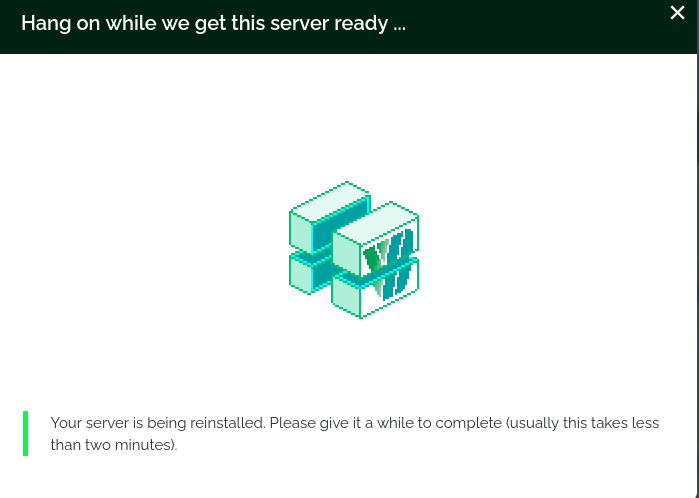 Hang on while we get this server ready ...
Your server is being reinstalled. Please give it a while to complete (usually this takes less
than two minutes).